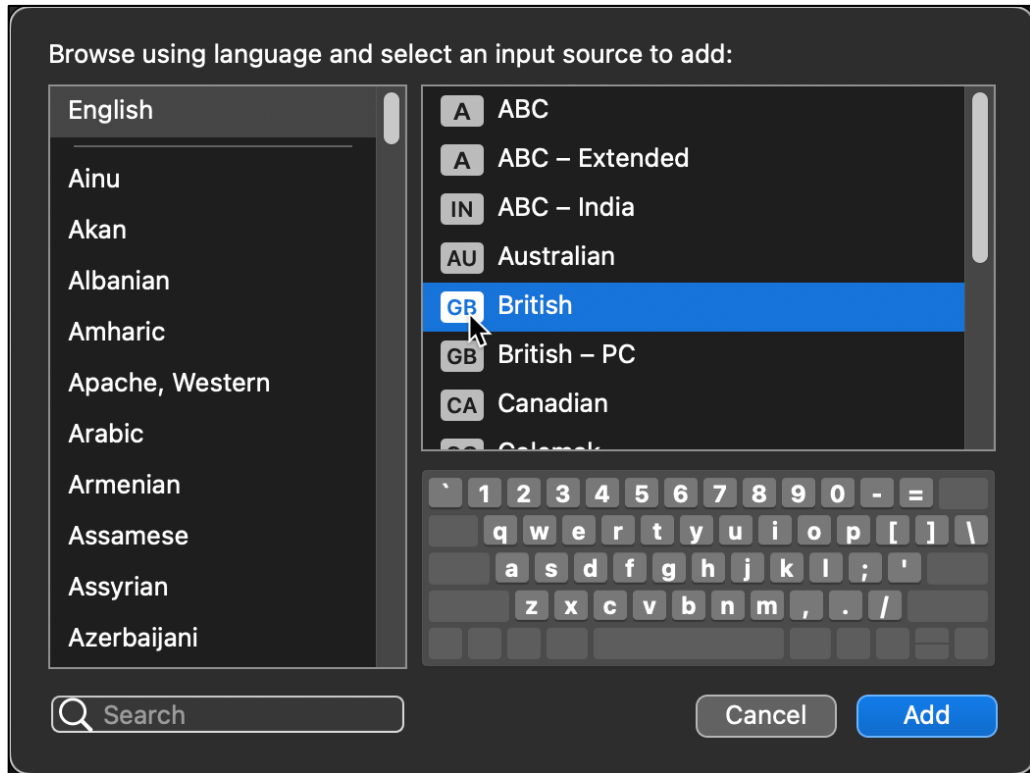 Browse using language and select an input source to add:
English
Ainu
Akan
Albanian
Amharic
Apache, Western
Arabic
Armenian
Assamese
Assyrian
Azerbaijani
A ABC
A ABC – Extended
IN ABC – India
AU Australian
GB British
GB British – PC
CA Canadian
` 1 2 3 4 5 6 7 8 9 0 - =
q w e r t y u i o p [ ] \
a s d f g h j k l ; '
z x c v b n m , . /
Search
Cancel
Add